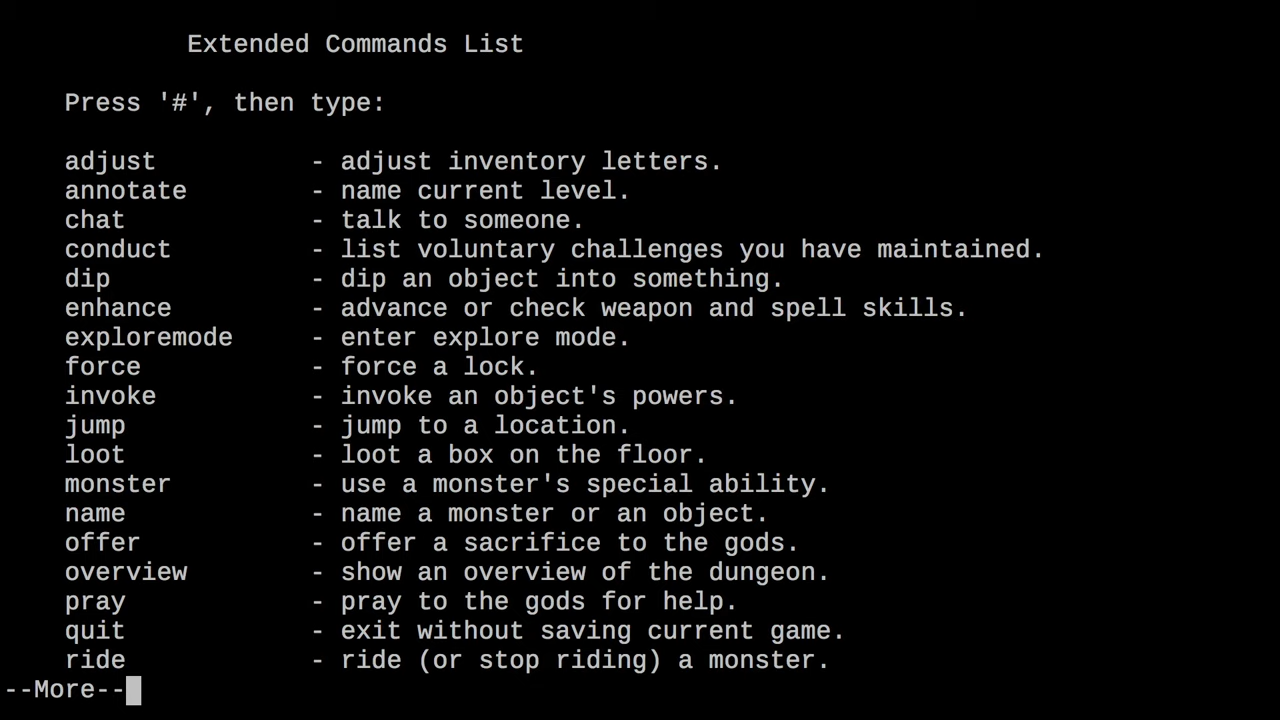 Extended Commands List
Press '#', then type:
adjust - adjust inventory letters.
annotate - name current level.
chat - talk to someone.
conduct - list voluntary challenges you have maintained.
dip - dip an object into something.
enhance - advance or check weapon and spell skills.
exploremode - enter explore mode.
force - force a lock.
invoke - invoke an object's powers.
jump - jump to a location.
loot - loot a box on the floor.
monster - use a monster's special ability.
name - name a monster or an object.
offer - offer a sacrifice to the gods.
overview - show an overview of the dungeon.
pray - pray to the gods for help.
quit - exit without saving current game.
ride - ride (or stop riding) a monster.
--More--